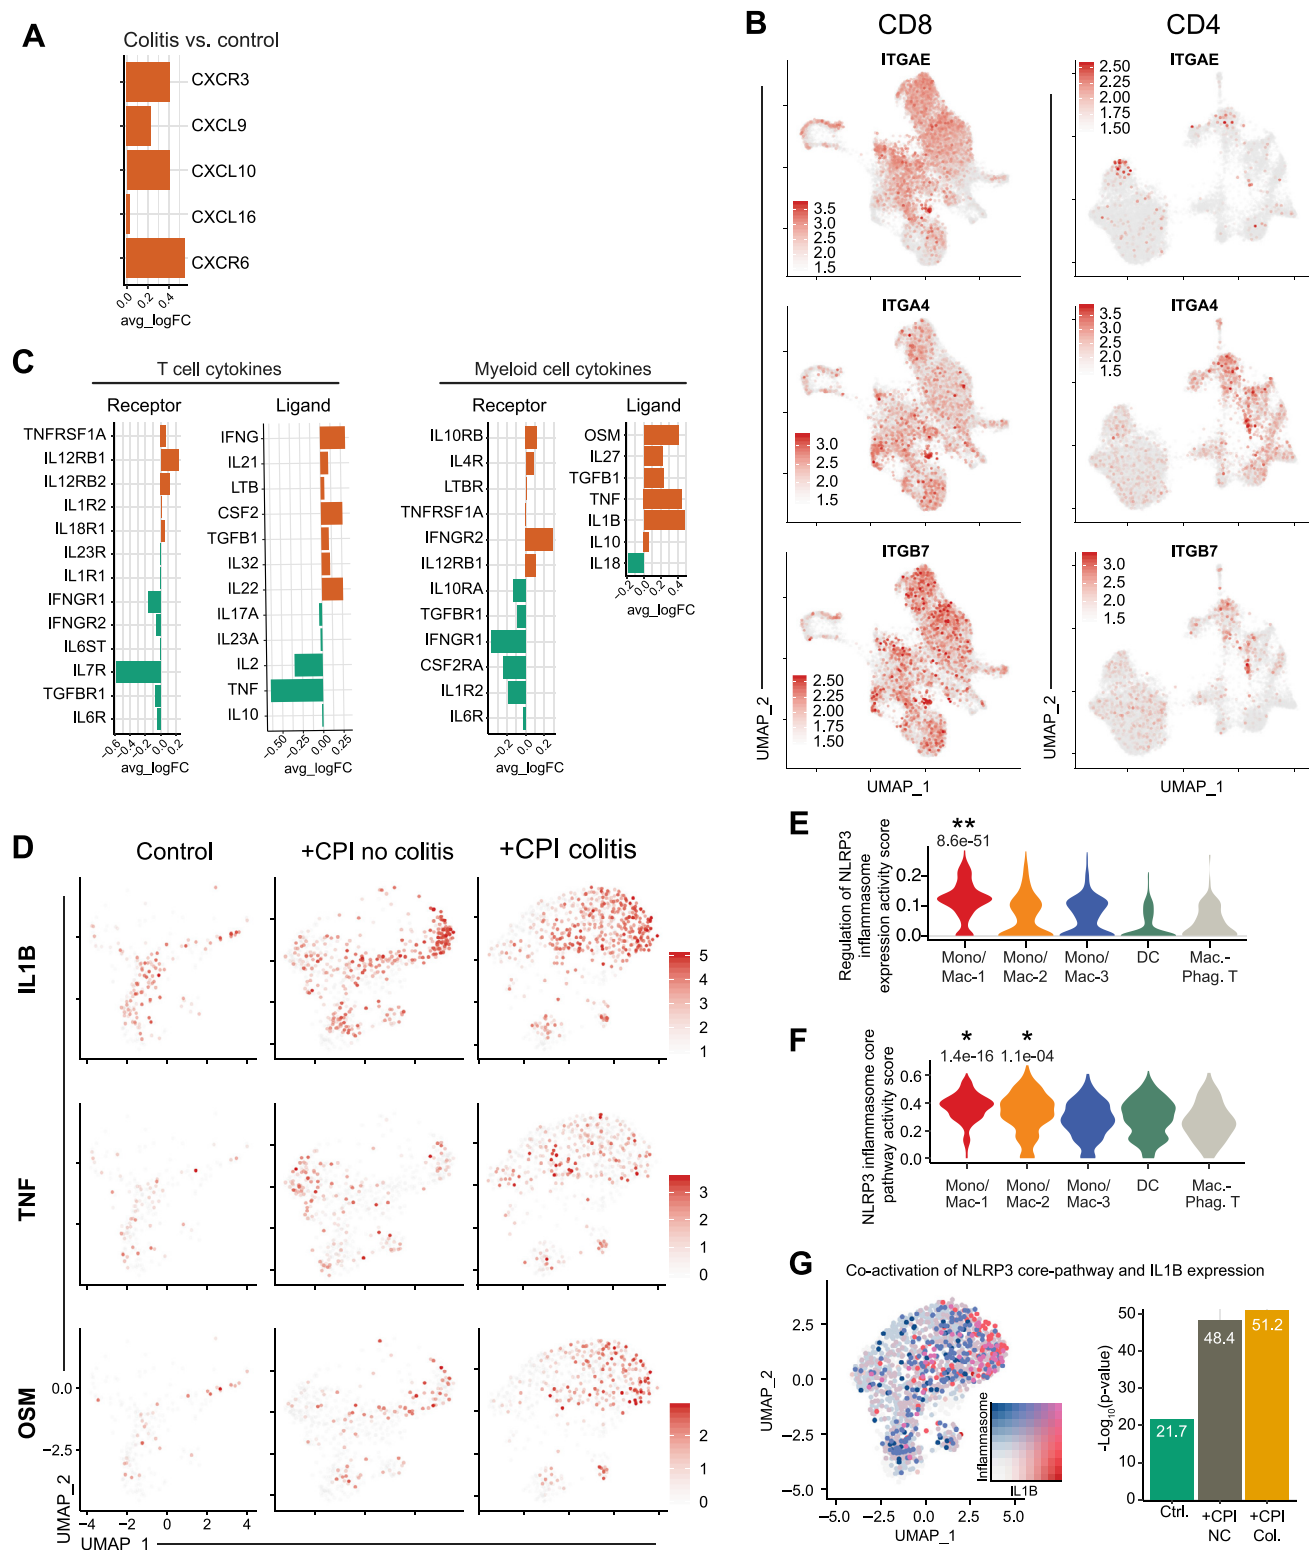 A
Colitis vs. control
CXCR3
CXCL9
CXCL10
CXCL16
CXCR6
0.0 0.2 0.4
avg_logFC
B
CD8 CD4
ITGAE
3.5
3.0
2.5
2.0
1.5
ITGAE
2.50
2.25
2.00
1.75
1.50
ITGA4
3.0
2.5
2.0
1.5
ITGA4
3.5
3.0
2.5
2.0
1.5
ITGB7
2.50
2.25
2.00
1.75
1.50
ITGB7
3.0
2.5
2.0
1.5
UMAP_2
UMAP_2
UMAP_1 UMAP_1
C
T cell cytokines
Receptor
TNFRSF1A
IL12RB1
IL12RB2
IL1R2
IL18R1
IL23R
IL1R1
IFNGR1
IFNGR2
IL6ST
IL7R
TGFBR1
IL6R
−0.6 −0.4 −0.2 0.0 0.2
avg_logFC
Ligand
IFNG
IL21
LTB
CSF2
TGFB1
IL32
IL22
IL17A
IL23A
IL2
TNF
IL10
−0.50 −0.25 0.00 0.25
avg_logFC
Myeloid cell cytokines
Receptor
IL10RB
IL4R
LTBR
TNFRSF1A
IFNGR2
IL12RB1
IL10RA
TGFBR1
IFNGR1
CSF2RA
IL1R2
IL6R
−0.2 0.0 0.2
avg_logFC
Ligand
OSM
IL27
TGFB1
TNF
IL1B
IL10
IL18
−0.2 0.0 0.2 0.4
avg_logFC
D
Control +CPI no colitis +CPI colitis
IL1B
5
4
3
2
1
TNF
3
2
1
0
OSM
0.0
−2.5
2
1
0
UMAP_2
−4 −2 0 2 4
UMAP_1
E
Regulation of NLRP3
inflammasome
expression activity score
0.2
0.1
0.0
**
8.6e-51
Mono/ Mono/ Mono/ DC Mac.-
Mac-1 Mac-2 Mac-3 Phag. T
F
NLRP3 inflammasome core
pathway activity score
0.6
0.4
0.2
0.0
* *
1.4e-16 1.1e-04
Mono/ Mono/ Mono/ DC Mac.-
Mac-1 Mac-2 Mac-3 Phag. T
G
Co-activation of NLRP3 core-pathway and IL1B expression
UMAP_2
2.5
0.0
−2.5
−5.0
−5.0 −2.5 0.0 2.5 5.0
UMAP_1
Inflammasome
IL1B
-Log10(p-value)
50
40
30
20
10
0
21.7
48.4
51.2
Ctrl. +CPI +CPI
NC Col.